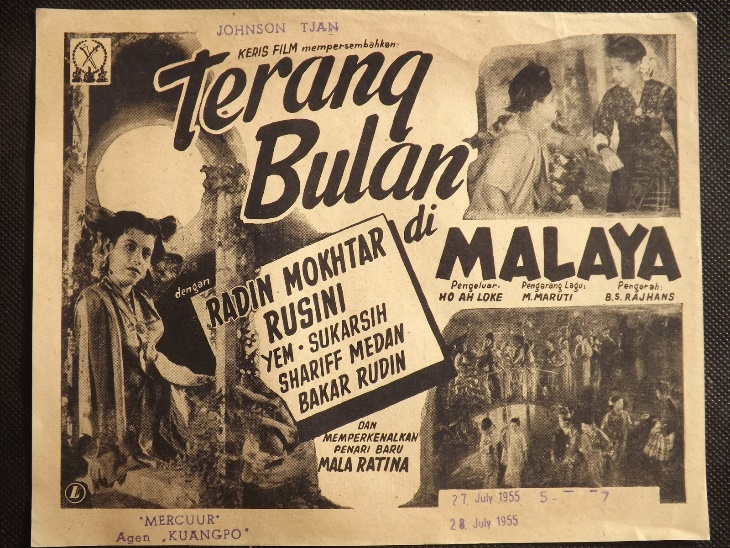 JOHNSON TJAN
KERIS FILM mempersembahkan:
Terang
Bulan
di
MALAYA
Pengeluar: Pengarang Lagu; Pengarah:
HO AH LOKE M. MARUTI B.S. RAJHANS
dengan
RADIN MOKHTAR
RUSINI
YEM · SUKARSIH
SHARIFF MEDAN
BAKAR RUDIN
DAN
MEMPERKENALKAN
PENARI BARU
MALA RATINA
L
27. July 1955 5 - 7
28. July 1955
"MERCUUR"
Agen „KUANGPO"